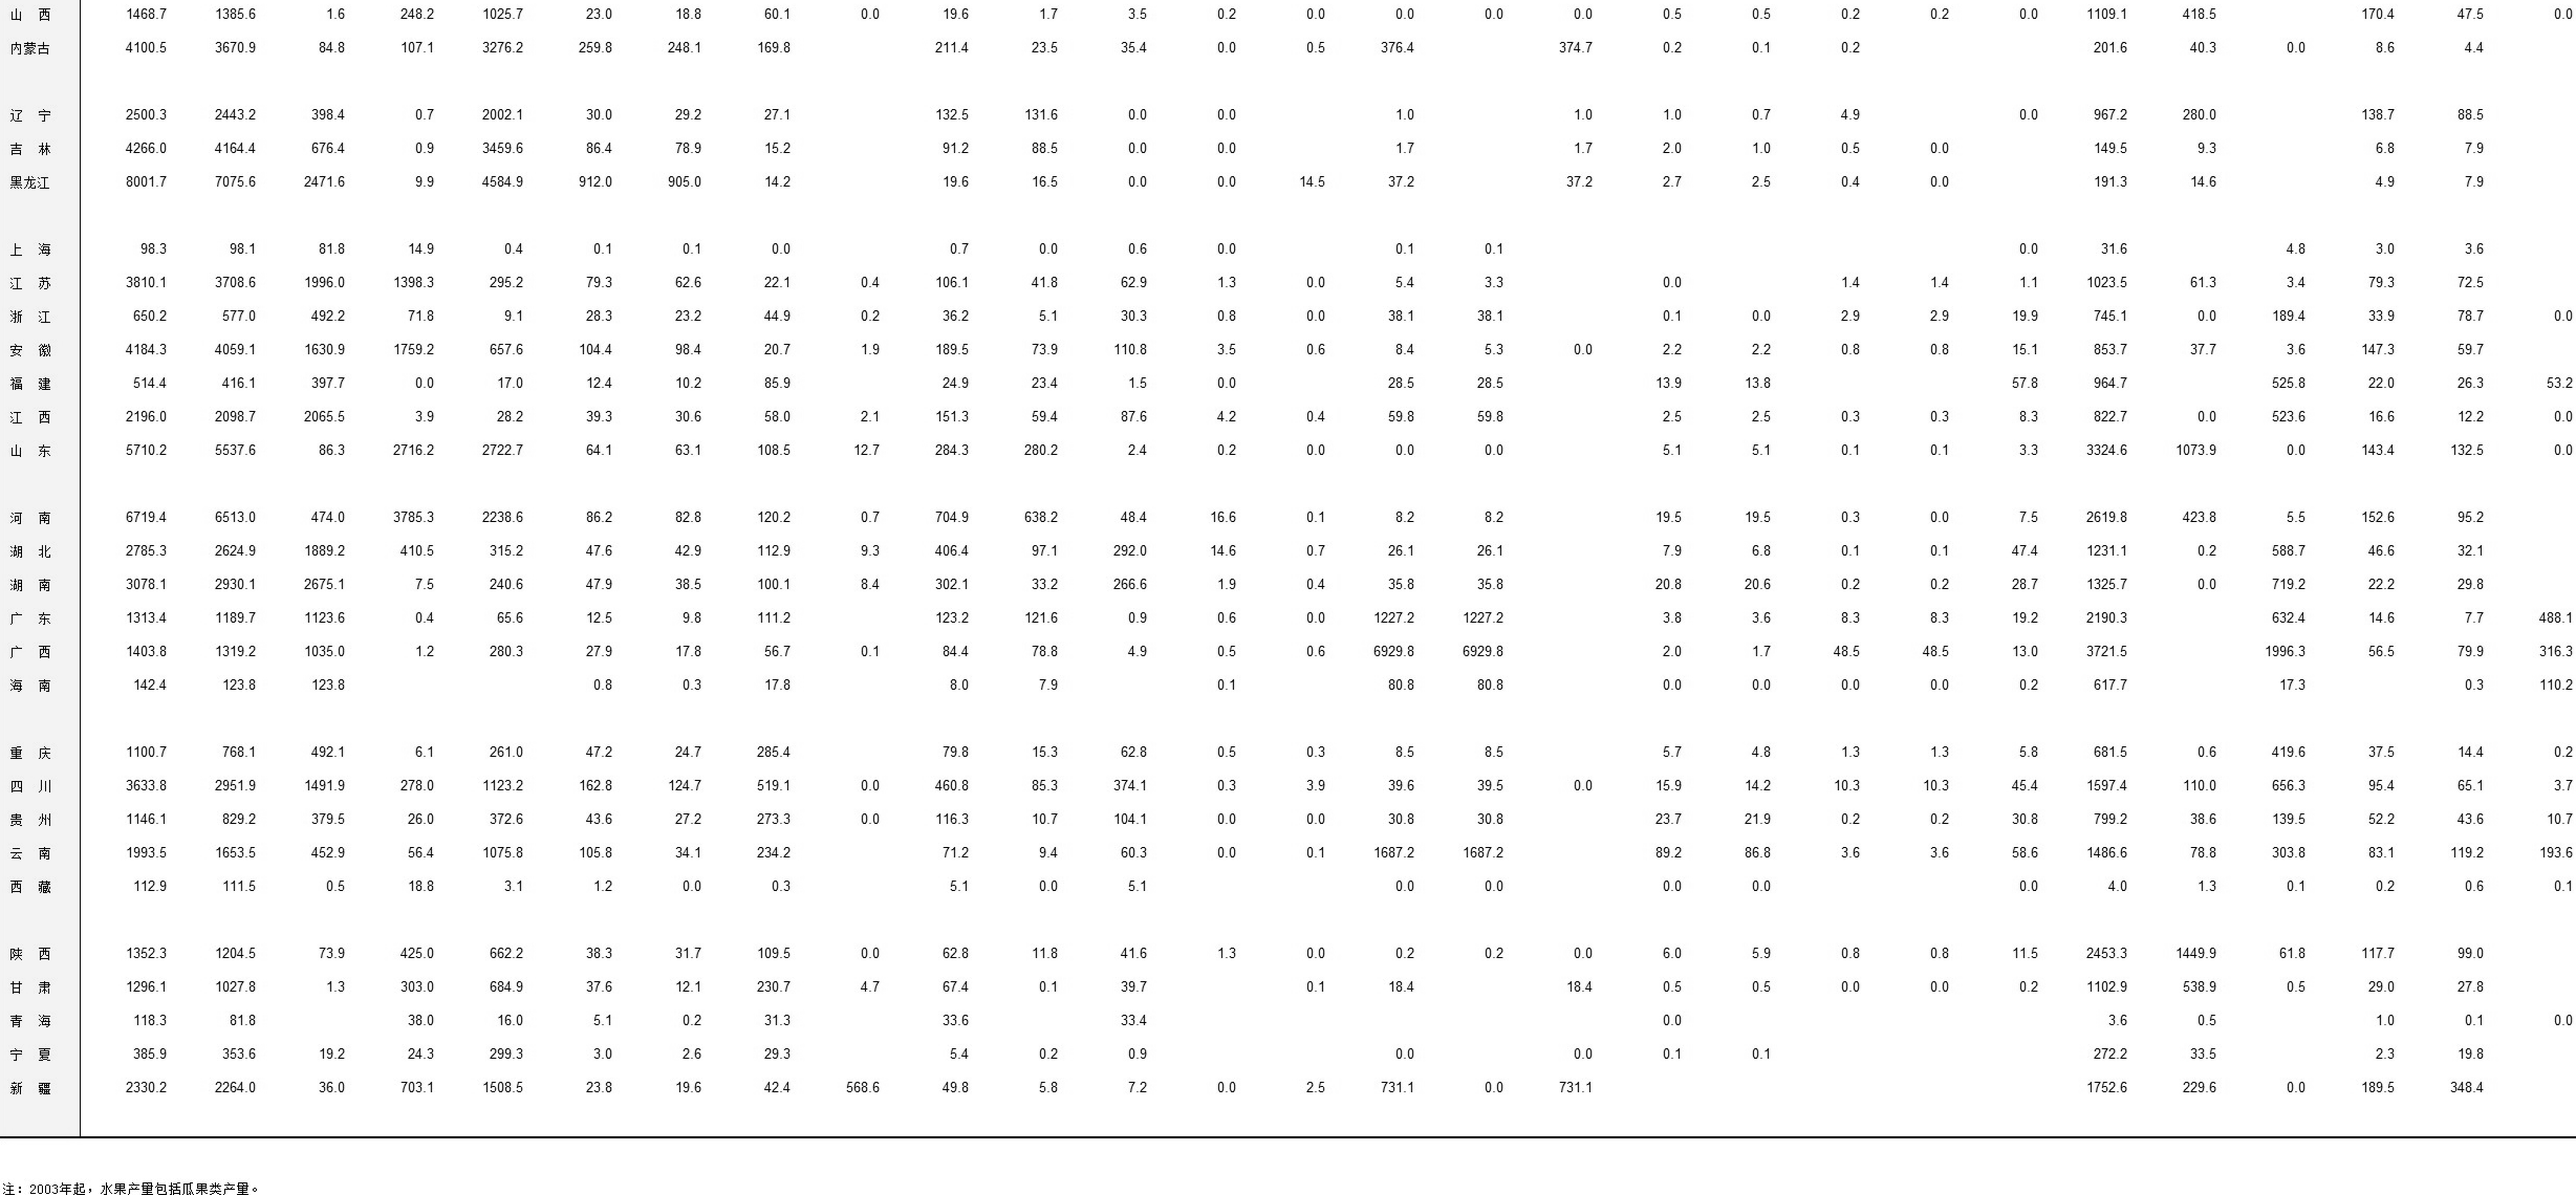 山 西 1468.7 1385.6 1.6 248.2 1025.7 23.0 18.8 60.1 0.0 19.6 1.7 3.5 0.2 0.0 0.0 0.0 0.0 0.5 0.5 0.2 0.2 0.0 1109.1 418.5 170.4 47.5 0.0
内蒙古 4100.5 3670.9 84.8 107.1 3276.2 259.8 248.1 169.8 211.4 23.5 35.4 0.0 0.5 376.4 374.7 0.2 0.1 0.2 201.6 40.3 0.0 8.6 4.4
辽 宁 2500.3 2443.2 398.4 0.7 2002.1 30.0 29.2 27.1 132.5 131.6 0.0 0.0 1.0 1.0 1.0 0.7 4.9 0.0 967.2 280.0 138.7 88.5
吉 林 4266.0 4164.4 676.4 0.9 3459.6 86.4 78.9 15.2 91.2 88.5 0.0 0.0 1.7 1.7 2.0 1.0 0.5 0.0 149.5 9.3 6.8 7.9
黑龙江 8001.7 7075.6 2471.6 9.9 4584.9 912.0 905.0 14.2 19.6 16.5 0.0 0.0 14.5 37.2 37.2 2.7 2.5 0.4 0.0 191.3 14.6 4.9 7.9
上 海 98.3 98.1 81.8 14.9 0.4 0.1 0.1 0.0 0.7 0.0 0.6 0.0 0.1 0.1 0.0 31.6 4.8 3.0 3.6
江 苏 3810.1 3708.6 1996.0 1398.3 295.2 79.3 62.6 22.1 0.4 106.1 41.8 62.9 1.3 0.0 5.4 3.3 0.0 1.4 1.4 1.1 1023.5 61.3 3.4 79.3 72.5
浙 江 650.2 577.0 492.2 71.8 9.1 28.3 23.2 44.9 0.2 36.2 5.1 30.3 0.8 0.0 38.1 38.1 0.1 0.0 2.9 2.9 19.9 745.1 0.0 189.4 33.9 78.7 0.0
安 徽 4184.3 4059.1 1630.9 1759.2 657.6 104.4 98.4 20.7 1.9 189.5 73.9 110.8 3.5 0.6 8.4 5.3 0.0 2.2 2.2 0.8 0.8 15.1 853.7 37.7 3.6 147.3 59.7
福 建 514.4 416.1 397.7 0.0 17.0 12.4 10.2 85.9 24.9 23.4 1.5 0.0 28.5 28.5 13.9 13.8 57.8 964.7 525.8 22.0 26.3 53.2
江 西 2196.0 2098.7 2065.5 3.9 28.2 39.3 30.6 58.0 2.1 151.3 59.4 87.6 4.2 0.4 59.8 59.8 2.5 2.5 0.3 0.3 8.3 822.7 0.0 523.6 16.6 12.2 0.0
山 东 5710.2 5537.6 86.3 2716.2 2722.7 64.1 63.1 108.5 12.7 284.3 280.2 2.4 0.2 0.0 0.0 0.0 5.1 5.1 0.1 0.1 3.3 3324.6 1073.9 0.0 143.4 132.5 0.0
河 南 6719.4 6513.0 474.0 3785.3 2238.6 86.2 82.8 120.2 0.7 704.9 638.2 48.4 16.6 0.1 8.2 8.2 19.5 19.5 0.3 0.0 7.5 2619.8 423.8 5.5 152.6 95.2
湖 北 2785.3 2624.9 1889.2 410.5 315.2 47.6 42.9 112.9 9.3 406.4 97.1 292.0 14.6 0.7 26.1 26.1 7.9 6.8 0.1 0.1 47.4 1231.1 0.2 588.7 46.6 32.1
湖 南 3078.1 2930.1 2675.1 7.5 240.6 47.9 38.5 100.1 8.4 302.1 33.2 266.6 1.9 0.4 35.8 35.8 20.8 20.6 0.2 0.2 28.7 1325.7 0.0 719.2 22.2 29.8
广 东 1313.4 1189.7 1123.6 0.4 65.6 12.5 9.8 111.2 123.2 121.6 0.9 0.6 0.0 1227.2 1227.2 3.8 3.6 8.3 8.3 19.2 2190.3 632.4 14.6 7.7 488.1
广 西 1403.8 1319.2 1035.0 1.2 280.3 27.9 17.8 56.7 0.1 84.4 78.8 4.9 0.5 0.6 6929.8 6929.8 2.0 1.7 48.5 48.5 13.0 3721.5 1996.3 56.5 79.9 316.3
海 南 142.4 123.8 123.8 0.8 0.3 17.8 8.0 7.9 0.1 80.8 80.8 0.0 0.0 0.0 0.0 0.2 617.7 17.3 0.3 110.2
重 庆 1100.7 768.1 492.1 6.1 261.0 47.2 24.7 285.4 79.8 15.3 62.8 0.5 0.3 8.5 8.5 5.7 4.8 1.3 1.3 5.8 681.5 0.6 419.6 37.5 14.4 0.2
四 川 3633.8 2951.9 1491.9 278.0 1123.2 162.8 124.7 519.1 0.0 460.8 85.3 374.1 0.3 3.9 39.6 39.5 0.0 15.9 14.2 10.3 10.3 45.4 1597.4 110.0 656.3 95.4 65.1 3.7
贵 州 1146.1 829.2 379.5 26.0 372.6 43.6 27.2 273.3 0.0 116.3 10.7 104.1 0.0 0.0 30.8 30.8 23.7 21.9 0.2 0.2 30.8 799.2 38.6 139.5 52.2 43.6 10.7
云 南 1993.5 1653.5 452.9 56.4 1075.8 105.8 34.1 234.2 71.2 9.4 60.3 0.0 0.1 1687.2 1687.2 89.2 86.8 3.6 3.6 58.6 1486.6 78.8 303.8 83.1 119.2 193.6
西 藏 112.9 111.5 0.5 18.8 3.1 1.2 0.0 0.3 5.1 0.0 5.1 0.0 0.0 0.0 0.0 0.0 4.0 1.3 0.1 0.2 0.6 0.1
陕 西 1352.3 1204.5 73.9 425.0 662.2 38.3 31.7 109.5 0.0 62.8 11.8 41.6 1.3 0.0 0.2 0.2 0.0 6.0 5.9 0.8 0.8 11.5 2453.3 1449.9 61.8 117.7 99.0
甘 肃 1296.1 1027.8 1.3 303.0 684.9 37.6 12.1 230.7 4.7 67.4 0.1 39.7 0.1 18.4 18.4 0.5 0.5 0.0 0.0 0.2 1102.9 538.9 0.5 29.0 27.8
青 海 118.3 81.8 38.0 16.0 5.1 0.2 31.3 33.6 33.4 0.0 3.6 0.5 1.0 0.1 0.0
宁 夏 385.9 353.6 19.2 24.3 299.3 3.0 2.6 29.3 5.4 0.2 0.9 0.0 0.0 0.1 0.1 272.2 33.5 2.3 19.8
新 疆 2330.2 2264.0 36.0 703.1 1508.5 23.8 19.6 42.4 568.6 49.8 5.8 7.2 0.0 2.5 731.1 0.0 731.1 1752.6 229.6 0.0 189.5 348.4
注：2003年起，水果产量包括瓜果类产量。